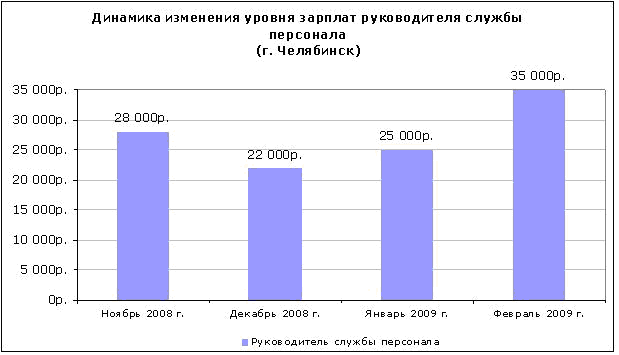 Динамика изменения уровня зарплат руководителя службы
персонала
(г. Челябинск)
35 000р.
28 000р.
25 000р.
22 000р.
35 000р.
30 000р.
25 000р.
20 000р.
15 000р.
10 000р.
5 000р.
0р.
Ноябрь 2008 г.
Декабрь 2008 г.
Январь 2009 г.
Февраль 2009 г.
Руководитель службы персонала